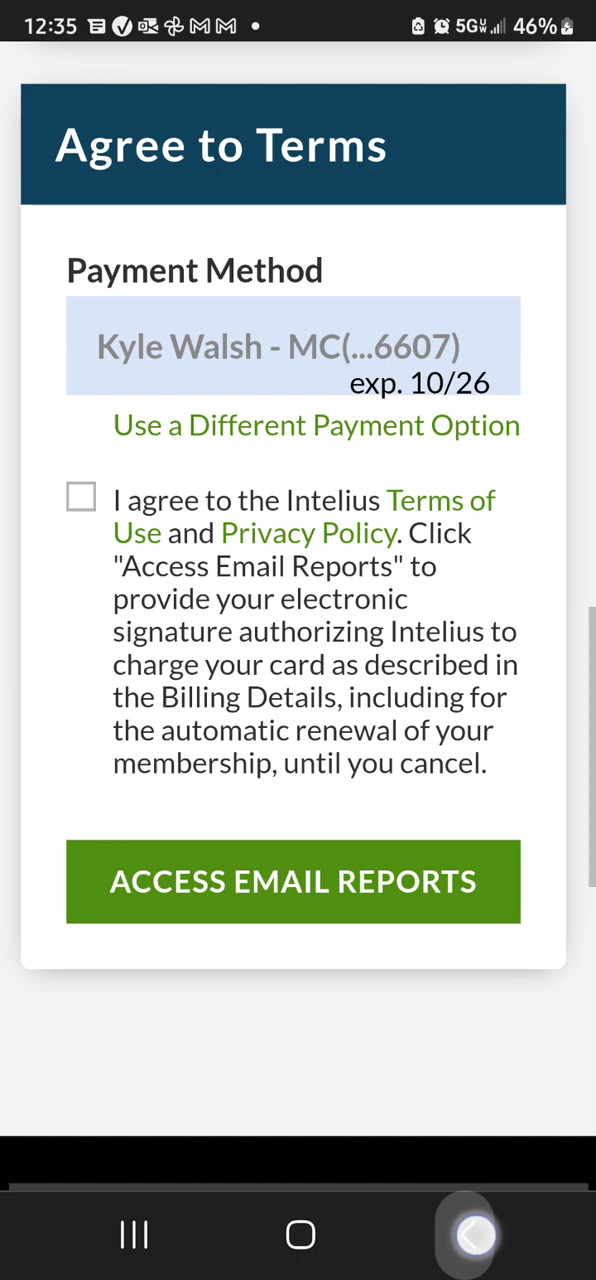 12:35
5G 46%
Agree to Terms
Payment Method
Kyle Walsh - MC(...6607)
exp. 10/26
Use a Different Payment Option
I agree to the Intelius Terms of
Use and Privacy Policy. Click
"Access Email Reports" to
provide your electronic
signature authorizing Intelius to
charge your card as described in
the Billing Details, including for
the automatic renewal of your
membership, until you cancel.
ACCESS EMAIL REPORTS